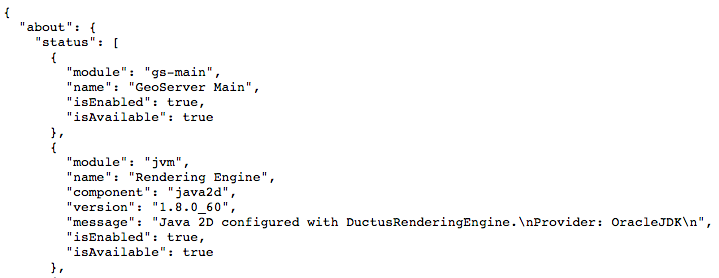 {
  "about": {
    "status": [
      {
        "module": "gs-main",
        "name": "GeoServer Main",
        "isEnabled": true,
        "isAvailable": true
      },
      {
        "module": "jvm",
        "name": "Rendering Engine",
        "component": "java2d",
        "version": "1.8.0_60",
        "message": "Java 2D configured with DuctusRenderingEngine.\nProvider: OracleJDK\n",
        "isEnabled": true,
        "isAvailable": true
      },